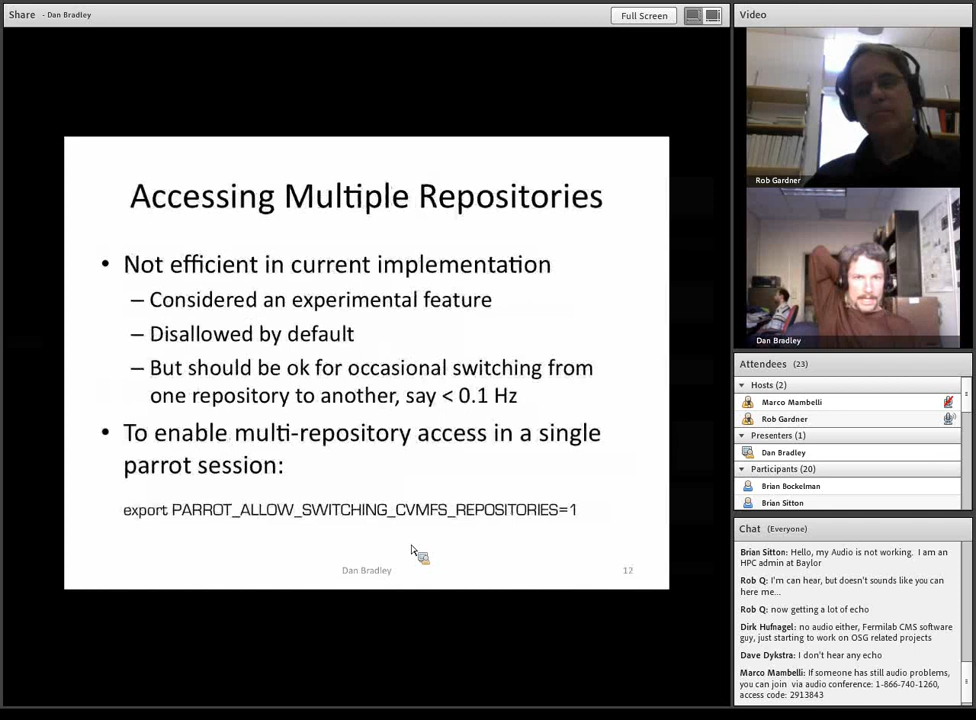 Share - Dan Bradley
Full Screen
Accessing Multiple Repositories
• Not efficient in current implementation
– Considered an experimental feature
– Disallowed by default
– But should be ok for occasional switching from
one repository to another, say < 0.1 Hz
• To enable multi-repository access in a single
parrot session:
export PARROT_ALLOW_SWITCHING_CVMFS_REPOSITORIES=1
Dan Bradley
12
Video
Rob Gardner
Dan Bradley
Attendees (23)
Hosts (2)
Marco Mambelli
Rob Gardner
Presenters (1)
Dan Bradley
Participants (20)
Brian Bockelman
Brian Sitton
Chat (Everyone)
Brian Sitton: Hello, my Audio is not working. I am an
HPC admin at Baylor
Rob Q: I'm can hear, but doesn't sounds like you can
here me...
Rob Q: now getting a lot of echo
Dirk Hufnagel: no audio either, Fermilab CMS software
guy, just starting to work on OSG related projects
Dave Dykstra: I don't hear any echo
Marco Mambelli: If someone has still audio problems,
you can join via audio conference: 1-866-740-1260,
access code: 2913843